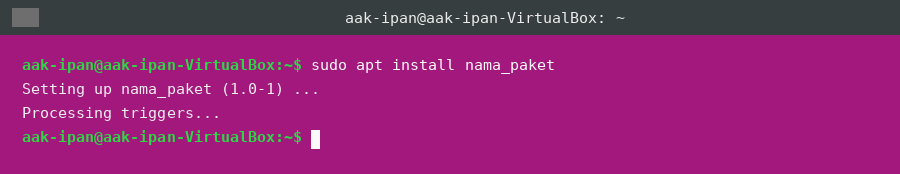 aak-ipan@aak-ipan-VirtualBox: ~
aak-ipan@aak-ipan-VirtualBox:~$ sudo apt install nama_paket
Setting up nama_paket (1.0-1) ...
Processing triggers...
aak-ipan@aak-ipan-VirtualBox:~$